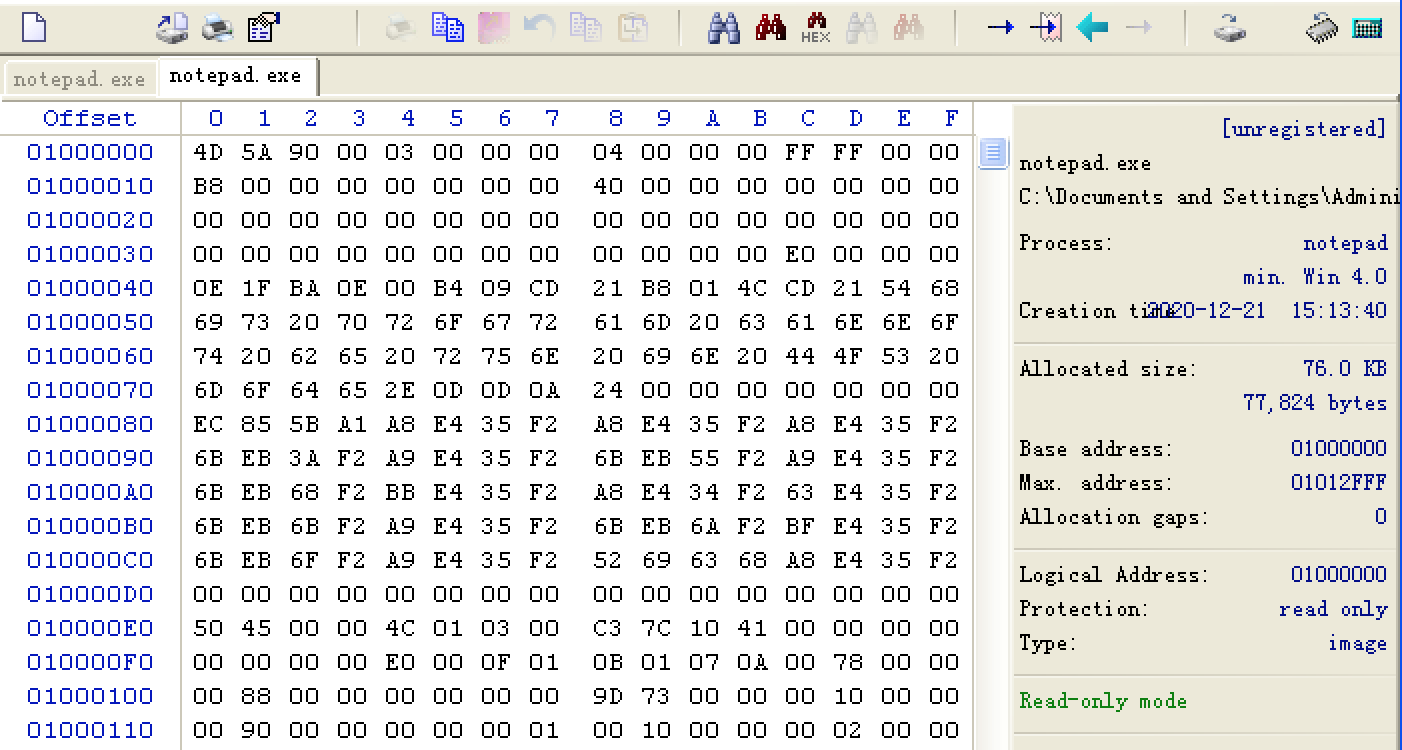 HEX
notepad.exe notepad.exe
Offset 0 1 2 3 4 5 6 7 8 9 A B C D E F
01000000 4D 5A 90 00 03 00 00 00 04 00 00 00 FF FF 00 00
01000010 B8 00 00 00 00 00 00 00 40 00 00 00 00 00 00 00
01000020 00 00 00 00 00 00 00 00 00 00 00 00 00 00 00 00
01000030 00 00 00 00 00 00 00 00 00 00 00 00 E0 00 00 00
01000040 0E 1F BA 0E 00 B4 09 CD 21 B8 01 4C CD 21 54 68
01000050 69 73 20 70 72 6F 67 72 61 6D 20 63 61 6E 6E 6F
01000060 74 20 62 65 20 72 75 6E 20 69 6E 20 44 4F 53 20
01000070 6D 6F 64 65 2E 0D 0D 0A 24 00 00 00 00 00 00 00
01000080 EC 85 5B A1 A8 E4 35 F2 A8 E4 35 F2 A8 E4 35 F2
01000090 6B EB 3A F2 A9 E4 35 F2 6B EB 55 F2 A9 E4 35 F2
010000A0 6B EB 68 F2 BB E4 35 F2 A8 E4 34 F2 63 E4 35 F2
010000B0 6B EB 6B F2 A9 E4 35 F2 6B EB 6A F2 BF E4 35 F2
010000C0 6B EB 6F F2 A9 E4 35 F2 52 69 63 68 A8 E4 35 F2
010000D0 00 00 00 00 00 00 00 00 00 00 00 00 00 00 00 00
010000E0 50 45 00 00 4C 01 03 00 C3 7C 10 41 00 00 00 00
010000F0 00 00 00 00 E0 00 0F 01 0B 01 07 0A 00 78 00 00
01000100 00 88 00 00 00 00 00 00 9D 73 00 00 00 10 00 00
01000110 00 90 00 00 00 00 00 01 00 10 00 00 00 02 00 00
[unregistered]
notepad.exe
C:\Documents and Settings\Admini
Process: notepad
min. Win 4.0
Creation time 2020-12-21 15:13:40
Allocated size: 76.0 KB
77,824 bytes
Base address: 01000000
Max. address: 01012FFF
Allocation gaps: 0
Logical Address: 01000000
Protection: read only
Type: image
Read-only mode